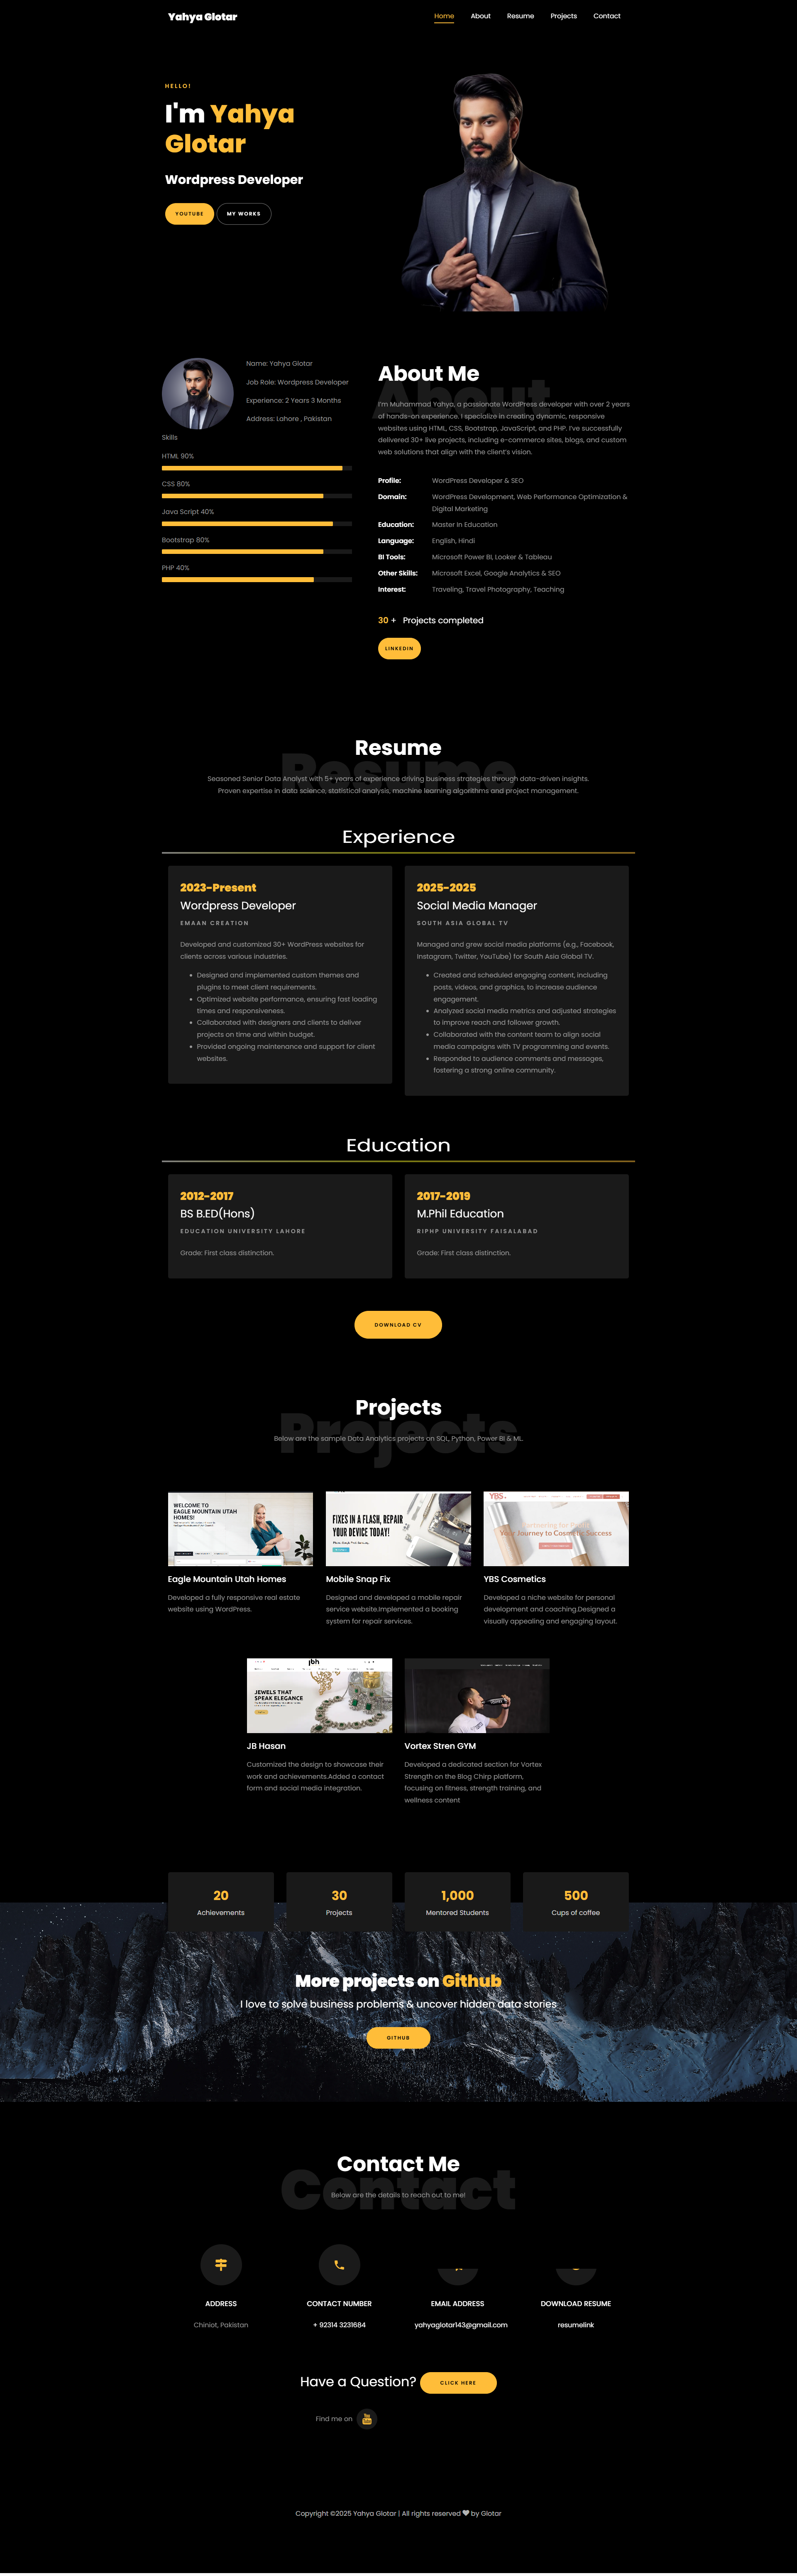 Yahya Glotar
Home About Resume Projects Contact
HELLO!
I'm Yahya
Glotar
Wordpress Developer
YOUTUBE MY WORKS
Name: Yahya Glotar
Job Role: Wordpress Developer
Experience: 2 Years 3 Months
Address: Lahore , Pakistan
Skills
HTML 90%
CSS 80%
Java Script 40%
Bootstrap 80%
PHP 40%
About
About Me
I'm Muhammad Yahya, a passionate WordPress developer with over 2 years
of hands-on experience. I specialize in creating dynamic, responsive
websites using HTML, CSS, Bootstrap, JavaScript, and PHP. I've successfully
delivered 30+ live projects, including e-commerce sites, blogs, and custom
web solutions that align with the client's vision.
Profile: WordPress Developer & SEO
Domain: WordPress Development, Web Performance Optimization &
Digital Marketing
Education: Master in Education
Language: English, Hindi
BI Tools: Microsoft Power BI, Looker & Tableau
Other Skills: Microsoft Excel, Google Analytics & SEO
Interest: Traveling, Travel Photography, Teaching
30 + Projects completed
LINKEDIN
Resume
Resume
Seasoned Senior Data Analyst with 5+ years of experience driving business strategies through data-driven insights.
Proven expertise in data science, statistical analysis, machine learning algorithms and project management.
Experience
2023-Present
Wordpress Developer
EMAAN CREATION
Developed and customized 30+ WordPress websites for
clients across various industries.
Designed and implemented custom themes and
plugins to meet client requirements.
Optimized website performance, ensuring fast loading
times and responsiveness.
Collaborated with designers and clients to deliver
projects on time and within budget.
Provided ongoing maintenance and support for client
websites.
2025-2025
Social Media Manager
SOUTH ASIA GLOBAL TV
Managed and grew social media platforms (e.g., Facebook,
Instagram, Twitter, YouTube) for South Asia Global TV.
Created and scheduled engaging content, including
posts, videos, and graphics, to increase audience
engagement.
Analyzed social media metrics and adjusted strategies
to improve reach and follower growth.
Collaborated with the content team to align social
media campaigns with TV programming and events.
Responded to audience comments and messages,
fostering a strong online community.
Education
2012-2017
BS B.ED(Hons)
EDUCATION UNIVERSITY LAHORE
Grade: First class distinction.
2017-2019
M.Phil Education
RIPHP UNIVERSITY FAISALABAD
Grade: First class distinction.
DOWNLOAD CV
Projects
Projects
Below are the sample Data Analytics projects on SQL, Python, Power BI & ML.
WELCOME TO
EAGLE MOUNTAIN UTAH
HOMES!
Eagle Mountain Utah Homes
Developed a fully responsive real estate
website using WordPress.
FIXES IN A FLASH, REPAIR
YOUR DEVICE TODAY!
Mobile Snap Fix
Designed and developed a mobile repair
service website.Implemented a booking
system for repair services.
YBS.
Your Journey to Cosmetic Success
YBS Cosmetics
Developed a niche website for personal
development and coaching.Designed a
visually appealing and engaging layout.
jbh
JEWELS THAT
SPEAK ELEGANCE
JB Hasan
Customized the design to showcase their
work and achievements.Added a contact
form and social media integration.
Vortex Stren GYM
Developed a dedicated section for Vortex
Strength on the Blog Chirp platform,
focusing on fitness, strength training, and
wellness content
20
Achievements
30
Projects
1,000
Mentored Students
500
Cups of coffee
More projects on Github
I love to solve business problems & uncover hidden data stories
GITHUB
Contact
Contact Me
Below are the details to reach out to me!
ADDRESS
Chiniot, Pakistan
CONTACT NUMBER
+ 92314 3231684
EMAIL ADDRESS
yahyaglotar143@gmail.com
DOWNLOAD RESUME
resumelink
Have a Question? CLICK HERE
Find me on
Copyright ©2025 Yahya Glotar | All rights reserved by Glotar